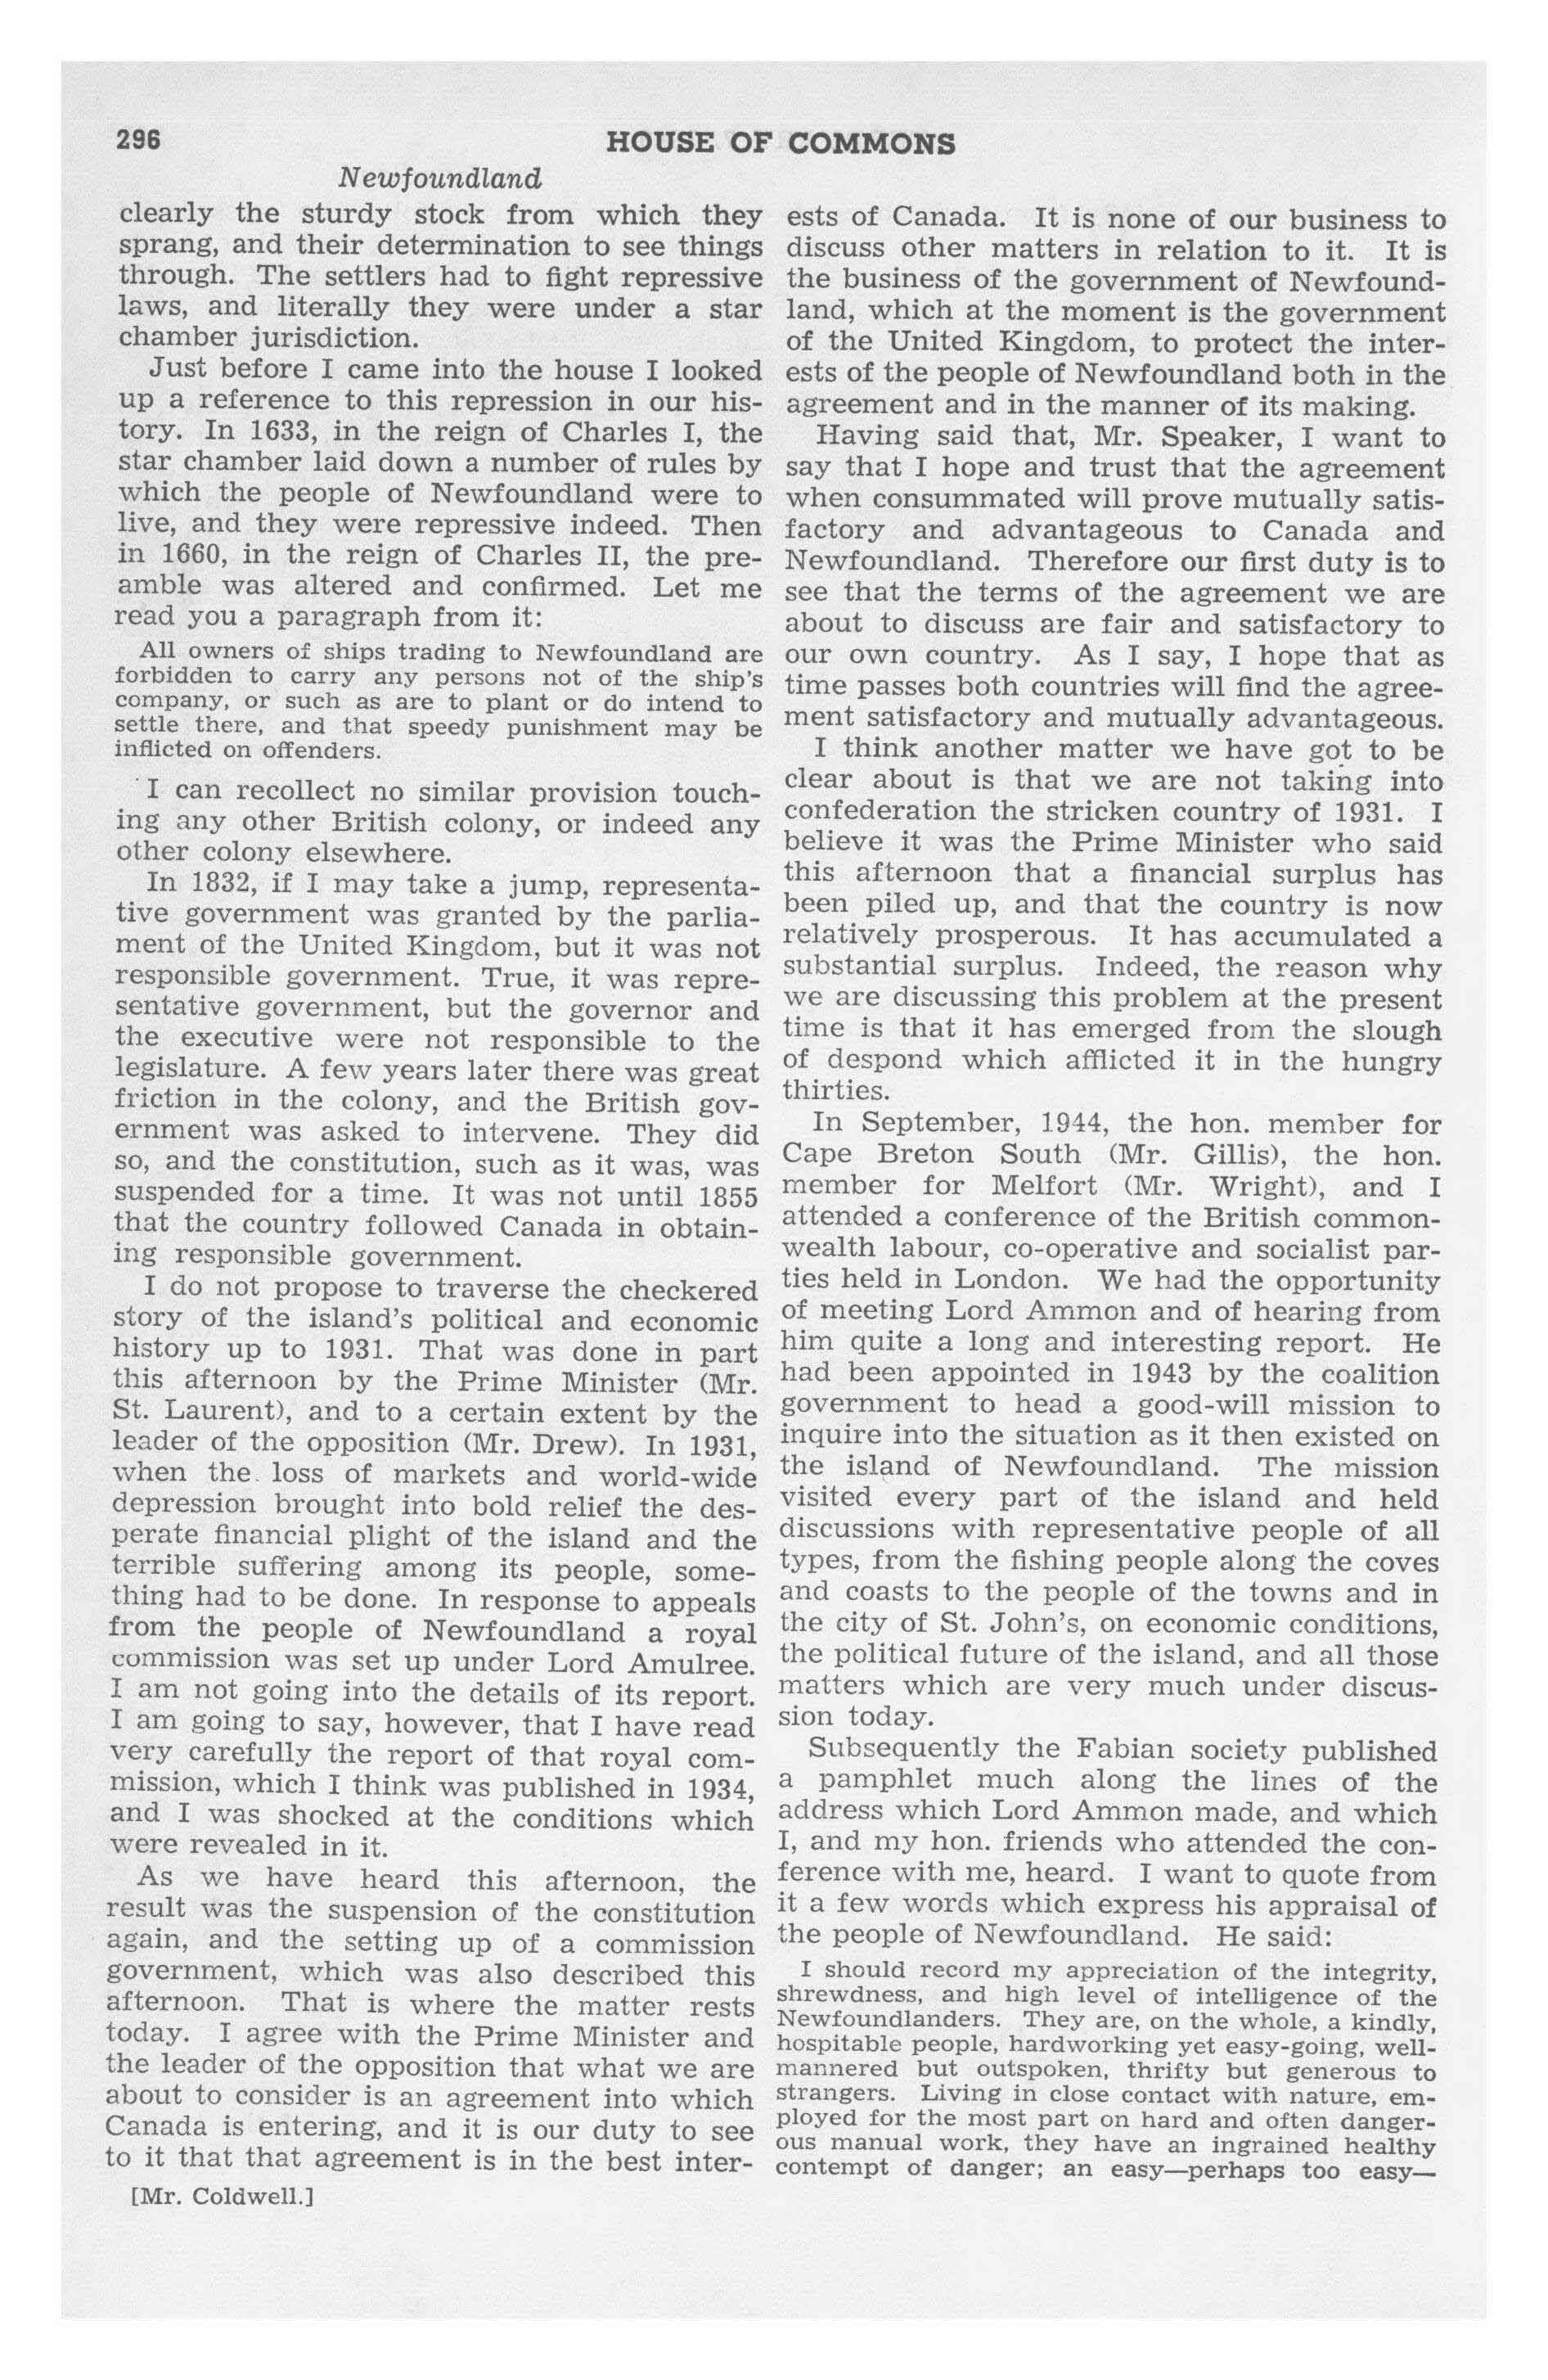 296
HOUSE OF COMMONS
Newfoundland
clearly the sturdy stock from which they
sprang, and their determination to see things
through. The settlers had to fight repressive
laws, and literally they were under a star
chamber jurisdiction.
Just before I came into the house I looked
up a reference to this repression in our his-
tory. In 1633, in the reign of Charles I, the
star chamber laid down a number of rules by
which the people of Newfoundland were to
live, and they were repressive indeed. Then
in 1660, in the reign of Charles II, the pre-
amble was altered and confirmed. Let me
read you a paragraph from it:
All owners of ships trading to Newfoundland are
forbidden to carry any persons not of the ship's
company, or such as are to plant or do intend to
settle there, and that speedy punishment may be
inflicted on offenders.
I can recollect no similar provision touch-
ing any other British colony, or indeed any
other colony elsewhere.
In 1832, if I may take a jump, representa-
tive government was granted by the parlia-
ment of the United Kingdom, but it was not
responsible government. True, it was repre-
sentative government, but the governor and
the executive were not responsible to the
legislature. A few years later there was great
friction in the colony, and the British gov-
ernment was asked to intervene. They did
so, and the constitution, such as it was, was
suspended for a time. It was not until 1855
that the country followed Canada in obtain-
ing responsible government.
I do not propose to traverse the checkered
story of the island's political and economic
history up to 1931. That was done in part
this afternoon by the Prime Minister (Mr.
St. Laurent), and to a certain extent by the
leader of the opposition (Mr. Drew). In 1931,
when the loss of markets and world-wide
depression brought into bold relief the des-
perate financial plight of the island and the
terrible suffering among its people, some-
thing had to be done. In response to appeals
from the people of Newfoundland a royal
commission was set up under Lord Amulree.
I am not going into the details of its report.
I am going to say, however, that I have read
very carefully the report of that royal com-
mission, which I think was published in 1934,
and I was shocked at the conditions which
were revealed in it.
As we have heard this afternoon, the
result was the suspension of the constitution
again, and the setting up of a commission
government, which was also described this
afternoon. That is where the matter rests
today. I agree with the Prime Minister and
the leader of the opposition that what we are
about to consider is an agreement into which
Canada is entering, and it is our duty to see
to it that that agreement is in the best inter-
[Mr. Coldwell.]
ests of Canada. It is none of our business to
discuss other matters in relation to it. It is
the business of the government of Newfound-
land, which at the moment is the government
of the United Kingdom, to protect the inter-
ests of the people of Newfoundland both in the
agreement and in the manner of its making.
Having said that, Mr. Speaker, I want to
say that I hope and trust that the agreement
when consummated will prove mutually satis-
factory and advantageous to Canada and
Newfoundland. Therefore our first duty is to
see that the terms of the agreement we are
about to discuss are fair and satisfactory to
our own country. As I say, I hope that as
time passes both countries will find the agree-
ment satisfactory and mutually advantageous.
I think another matter we have got to be
clear about is that we are not taking into
confederation the stricken country of 1931. I
believe it was the Prime Minister who said
this afternoon that a financial surplus has
been piled up, and that the country is now
relatively prosperous. It has accumulated a
substantial surplus. Indeed, the reason why
we are discussing this problem at the present
time is that it has emerged from the slough
of despond which afflicted it in the hungry
thirties.
In September, 1944, the hon. member for
Cape Breton South (Mr. Gillis), the hon.
member for Melfort (Mr. Wright), and I
attended a conference of the British common-
wealth labour, co-operative and socialist par-
ties held in London. We had the opportunity
of meeting Lord Ammon and of hearing from
him quite a long and interesting report. He
had been appointed in 1943 by the coalition
government to head a good-will mission to
inquire into the situation as it then existed on
the island of Newfoundland. The mission
visited every part of the island and held
discussions with representative people of all
types, from the fishing people along the coves
and coasts to the people of the towns and in
the city of St. John's, on economic conditions,
the political future of the island, and all those
matters which are very much under discus-
sion today.
Subsequently the Fabian society published
a pamphlet much along the lines of the
address which Lord Ammon made, and which
I, and my hon. friends who attended the con-
ference with me, heard. I want to quote from
it a few words which express his appraisal of
the people of Newfoundland. He said:
I should record my appreciation of the integrity,
shrewdness, and high level of intelligence of the
Newfoundlanders. They are, on the whole, a kindly,
hospitable people, hardworking yet easy-going, well-
mannered but outspoken, thrifty but generous to
strangers. Living in close contact with nature, em-
ployed for the most part on hard and often danger-
ous manual work, they have an ingrained healthy
contempt of danger; an easy—perhaps too easy—